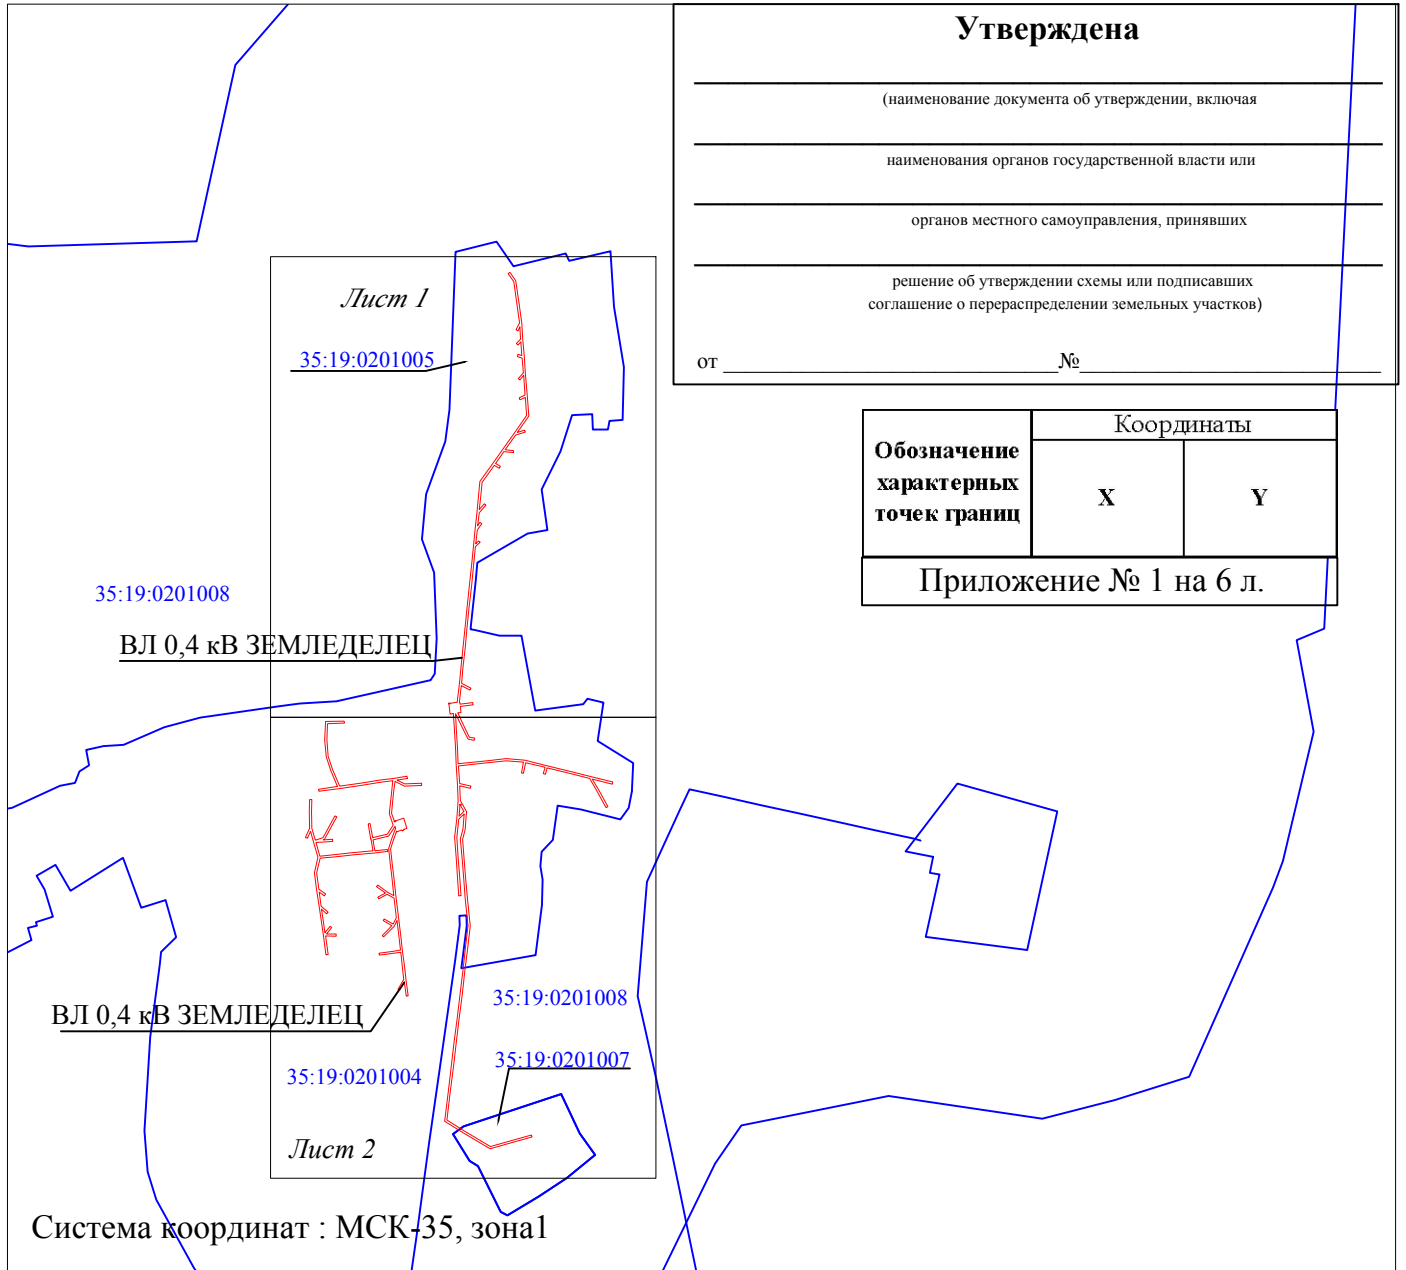 Утверждена
(наименование документа об утверждении, включая
наименования органов государственной власти или
органов местного самоуправления, принявших
решение об утверждении схемы или подписавших
соглашение о перераспределении земельных участков)
от №
Обозначение характерных точек границ
Координаты
X
Y
Приложение № 1 на 6 л.
Лист 1
35:19:0201005
35:19:0201008
ВЛ 0,4 кВ ЗЕМЛЕДЕЛЕЦ
35:19:0201008
ВЛ 0,4 кВ ЗЕМЛЕДЕЛЕЦ
35:19:0201007
35:19:0201004
Лист 2
Система координат : МСК-35, зона1